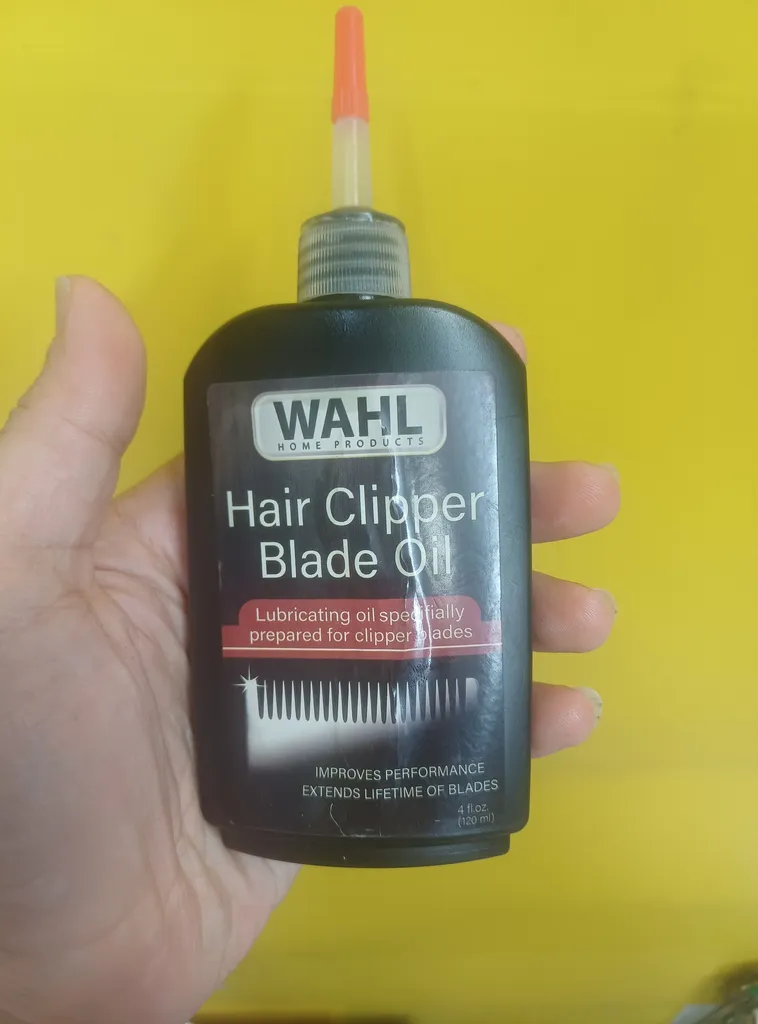 WAHL
HOME PRODUCTS
Hair Clipper
Blade Oil
Lubricating oil specifially
prepared for clipper blades
IMPROVES PERFORMANCE
EXTENDS LIFETIME OF BLADES
4 fl.oz.
(120 ml)